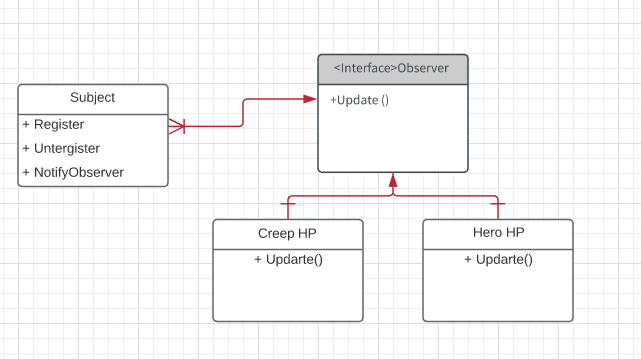 Subject
+ Register
+ Untergister
+ NotifyObserver
<Interface>Observer
+Update ()
Creep HP
+ Updarte()
Hero HP
+ Updarte()